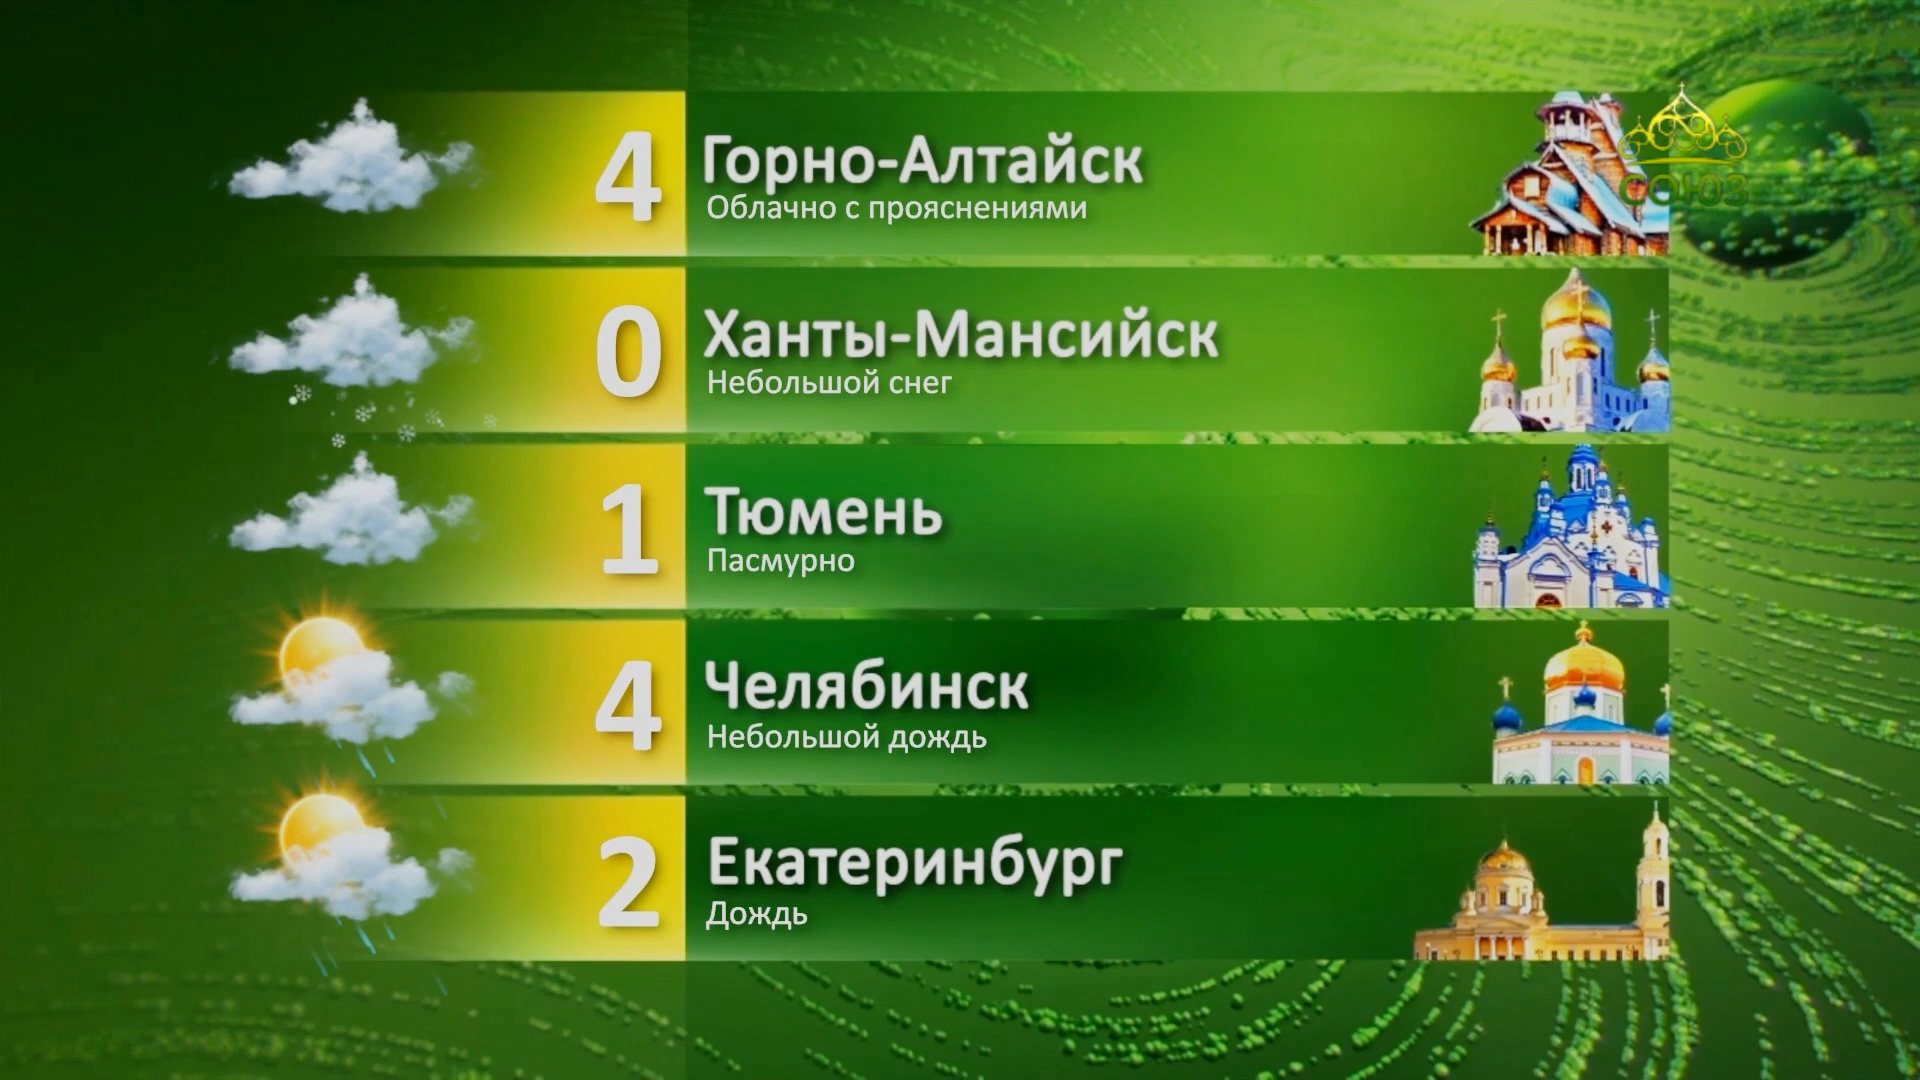 4
Горно-Алтайск
Облачно с прояснениями
СОЮЗ
0
Ханты-Мансийск
Небольшой снег
1
Тюмень
Пасмурно
4
Челябинск
Небольшой дождь
2
Екатеринбург
Дождь